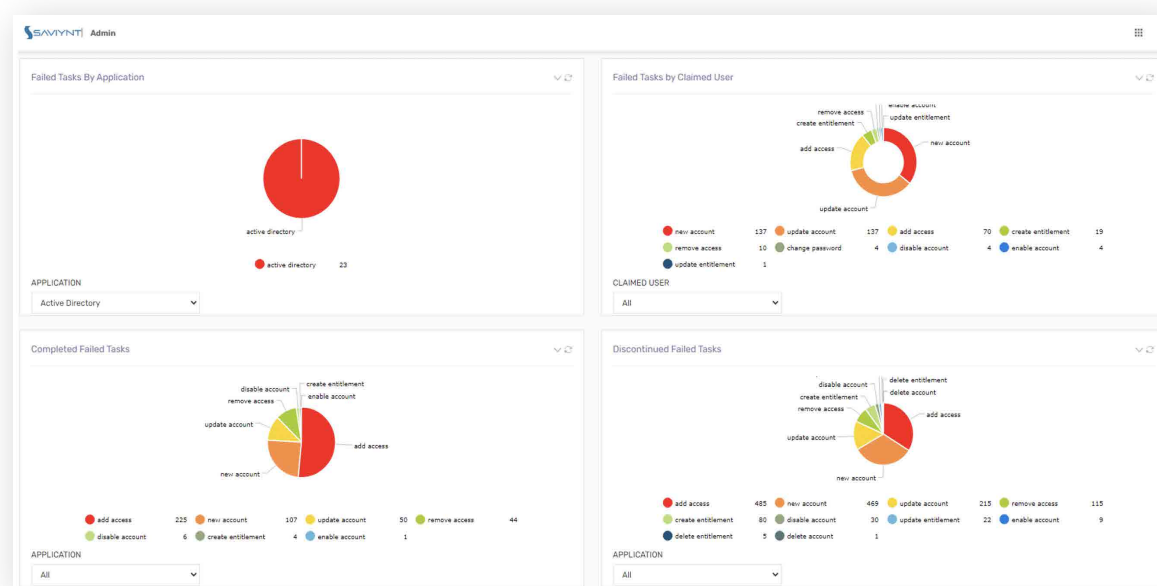 SAVIYNT Admin
Failed Tasks By Application
active directory
active directory 23
APPLICATION
Active Directory
Failed Tasks by Claimed User
enable account
remove access
update entitlement
create entitlement
new account
add access
update account
new account 137 update account 137 add access 70 create entitlement 19
remove access 10 change password 4 disable account 4 enable account 4
update entitlement 1
CLAIMED USER
All
Completed Failed Tasks
create entitlement
disable account
enable account
remove access
update account
add access
new account
add access 225 new account 107 update account 50 remove access 44
disable account 6 create entitlement 4 enable account 1
APPLICATION
All
Discontinued Failed Tasks
delete entitlement
disable account
delete account
create entitlement
remove access
add access
update account
new account
add access 485 new account 469 update account 215 remove access 115
create entitlement 80 disable account 30 update entitlement 22 enable account 9
delete entitlement 5 delete account 1
APPLICATION
All